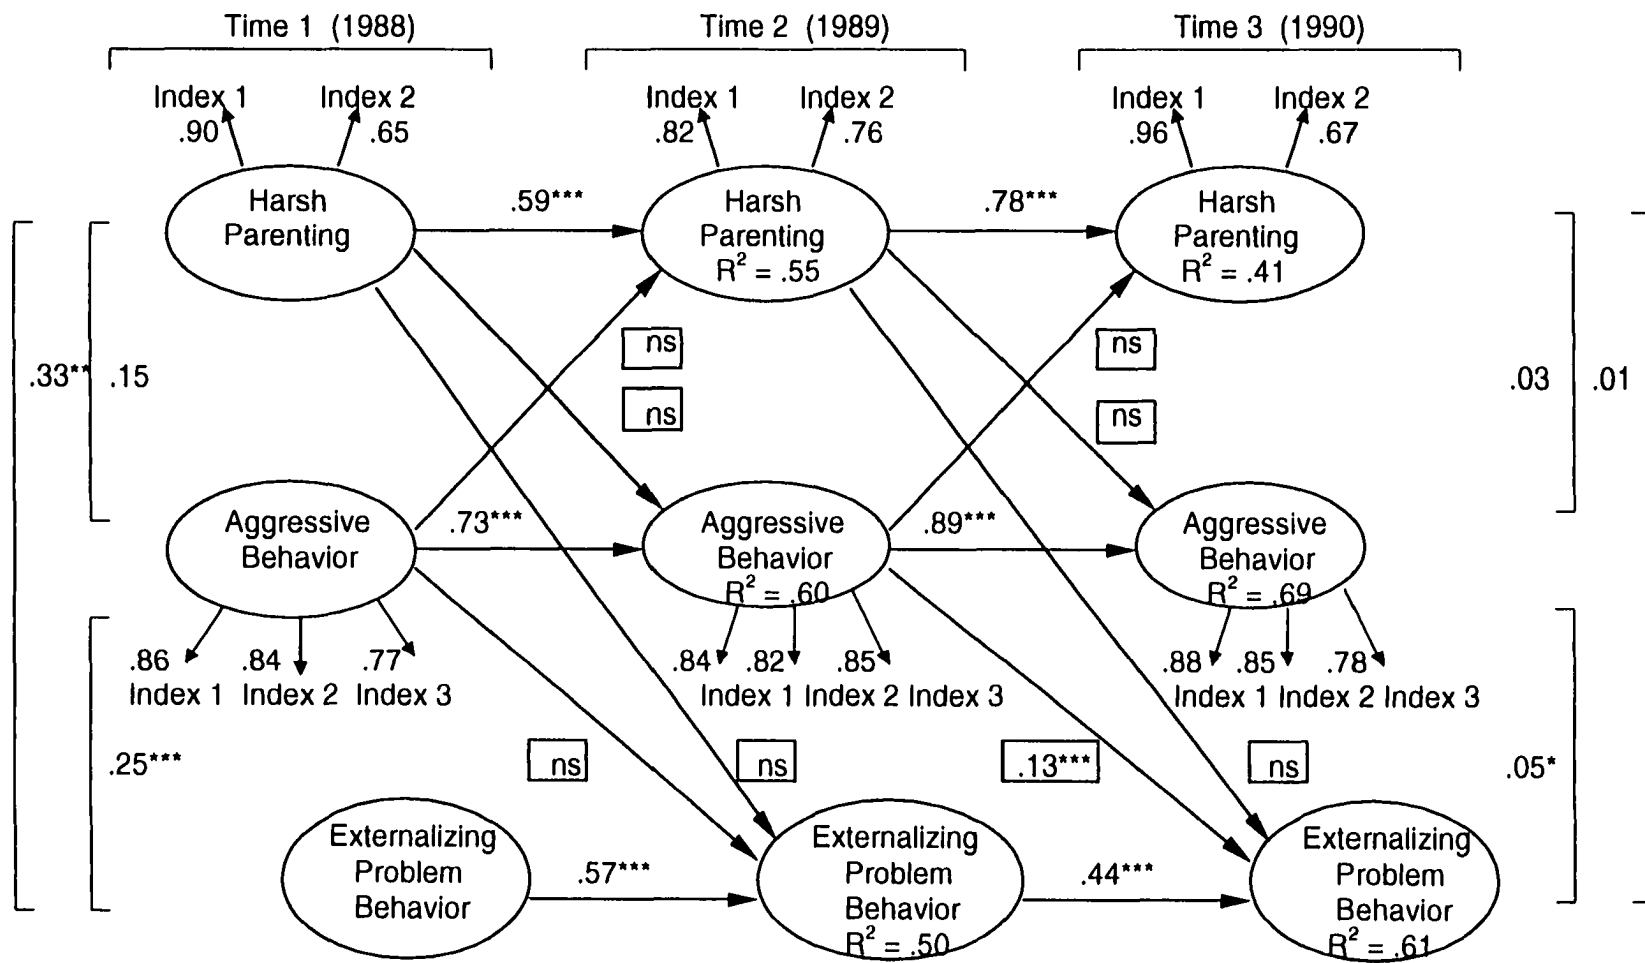 Time 1 (1988)
Time 2 (1989)
Time 3 (1990)
Index 1
Index 2
Index 1
Index 2
Index 1
Index 2
.90
.65
.82
.76
.96
.67
Harsh
Parenting
.59***
Harsh
Parenting
R² = .55
.78***
Harsh
Parenting
R² = .41
ns
ns
ns
ns
.33**
.15
.03
.01
Aggressive
Behavior
.73***
Aggressive
Behavior
R² = .60
.89***
Aggressive
Behavior
R² = .69
.86
.84
.77
Index 1
Index 2
Index 3
.84
.82
.85
Index 1
Index 2
Index 3
.88
.85
.78
Index 1
Index 2
Index 3
.25***
ns
ns
.13***
ns
.05*
Externalizing
Problem
Behavior
.57***
Externalizing
Problem
Behavior
R² = .50
.44***
Externalizing
Problem
Behavior
R² = .61